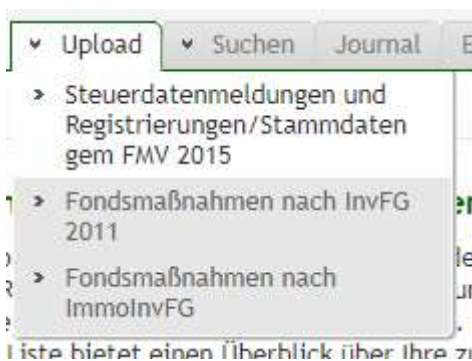 Upload Suchen Journal
Steuerdatenmeldungen und
Registrierungen/Stammdaten
gem FMV 2015
Fondsmaßnahmen nach InvFG
2011
Fondsmaßnahmen nach
ImmoInvFG
Liste bietet einen Überblick über Ihre